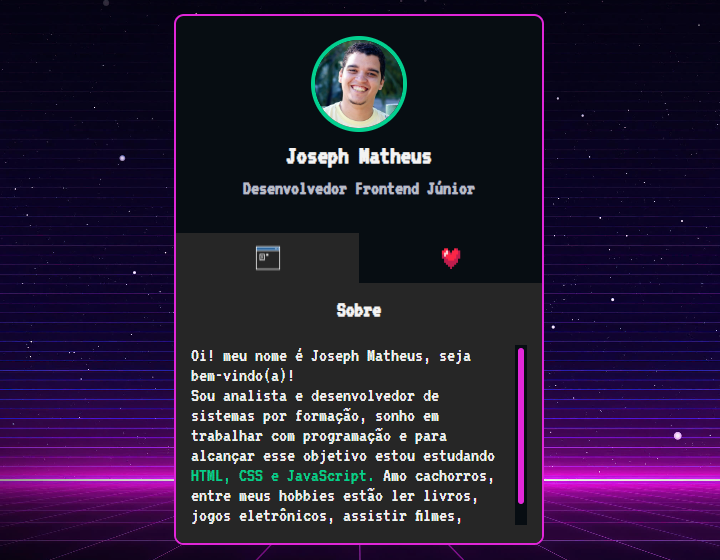 Joseph Matheus
Desenvolvedor Frontend Júnior
Sobre
Oi! meu nome é Joseph Matheus, seja
bem-vindo(a)!
Sou analista e desenvolvedor de
sistemas por formação, sonho em
trabalhar com programação e para
alcançar esse objetivo estou estudando
HTML, CSS e JavaScript. Amo cachorros,
entre meus hobbies estão ler livros,
jogos eletrônicos, assistir filmes,